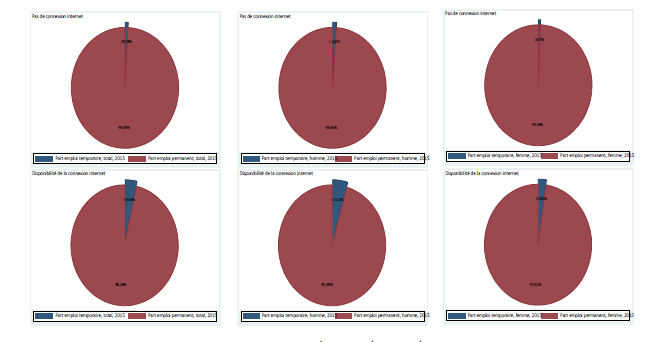 Pas de connexion internet
Part emploi temporaire, total, 2015 Part emploi permanent, total, 2015
Pas de connexion internet
Part emploi temporaire, homme, 2015 Part emploi permanent, homme, 2015
Pas de connexion internet
Part emploi temporaire, femme, 2015 Part emploi permanent, femme, 2015
Disponibilité de la connexion internet
Part emploi temporaire, total, 2015 Part emploi permanent, total, 2015
Disponibilité de la connexion internet
Part emploi temporaire, homme, 2015 Part emploi permanent, homme, 2015
Disponibilité de la connexion internet
Part emploi temporaire, femme, 2015 Part emploi permanent, femme, 2015